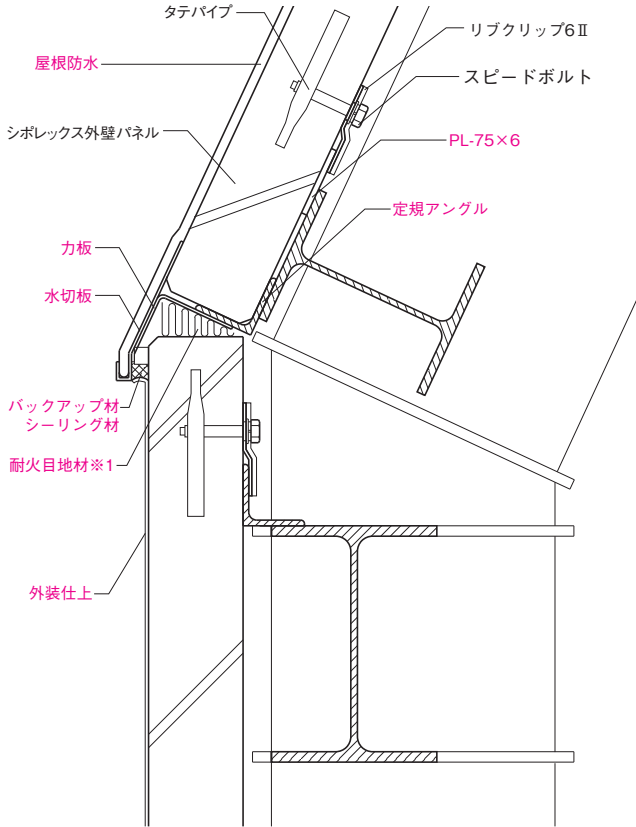 タテパイプ
リブクリップ6Ⅱ
屋根防水
スピードボルト
シポレックス外壁パネル
PL-75×6
定規アングル
力板
水切板
バックアップ材
シーリング材
耐火目地材※1
外装仕上